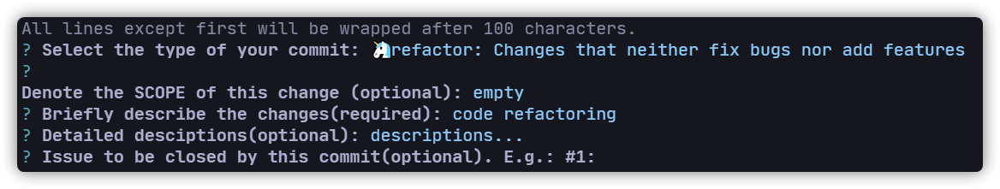 All lines except first will be wrapped after 100 characters.
? Select the type of your commit: 🦄refactor: Changes that neither fix bugs nor add features
?
Denote the SCOPE of this change (optional): empty
? Briefly describe the changes(required): code refactoring
? Detailed desciptions(optional): descriptions...
? Issue to be closed by this commit(optional). E.g.: #1: